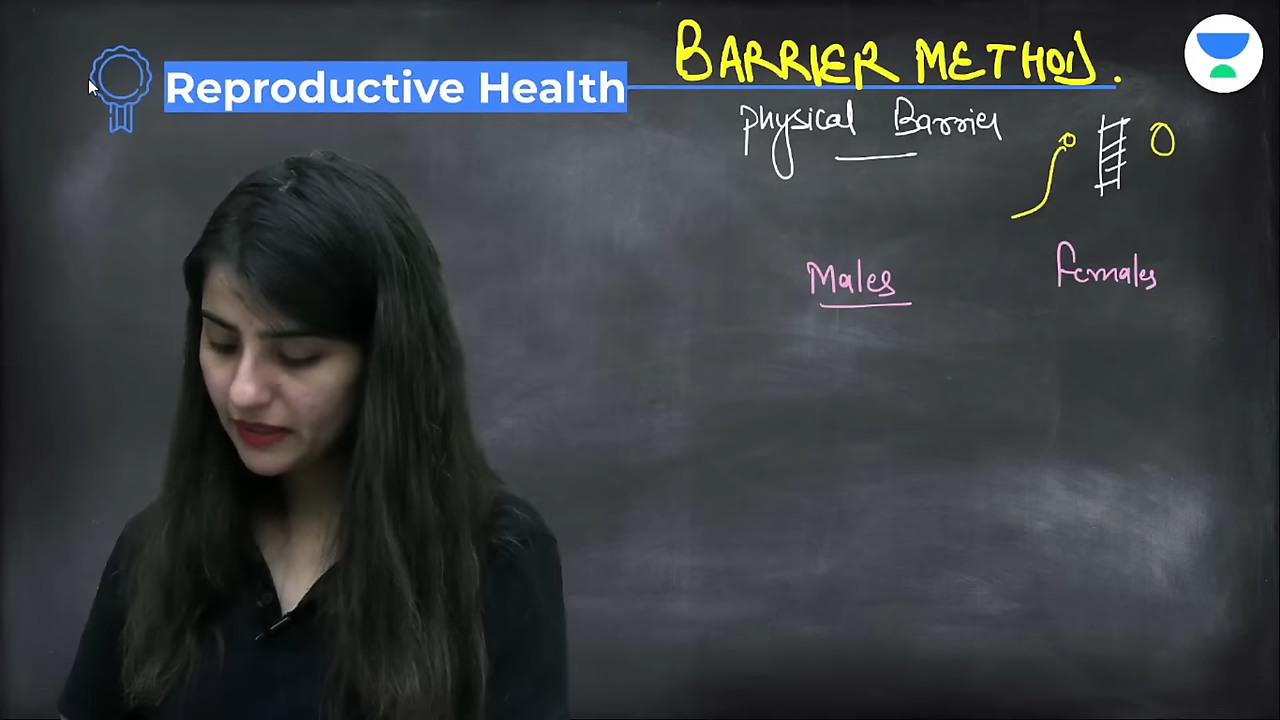 BARRIER METHOD.
Reproductive Health
Physical Barrier
Males
Females